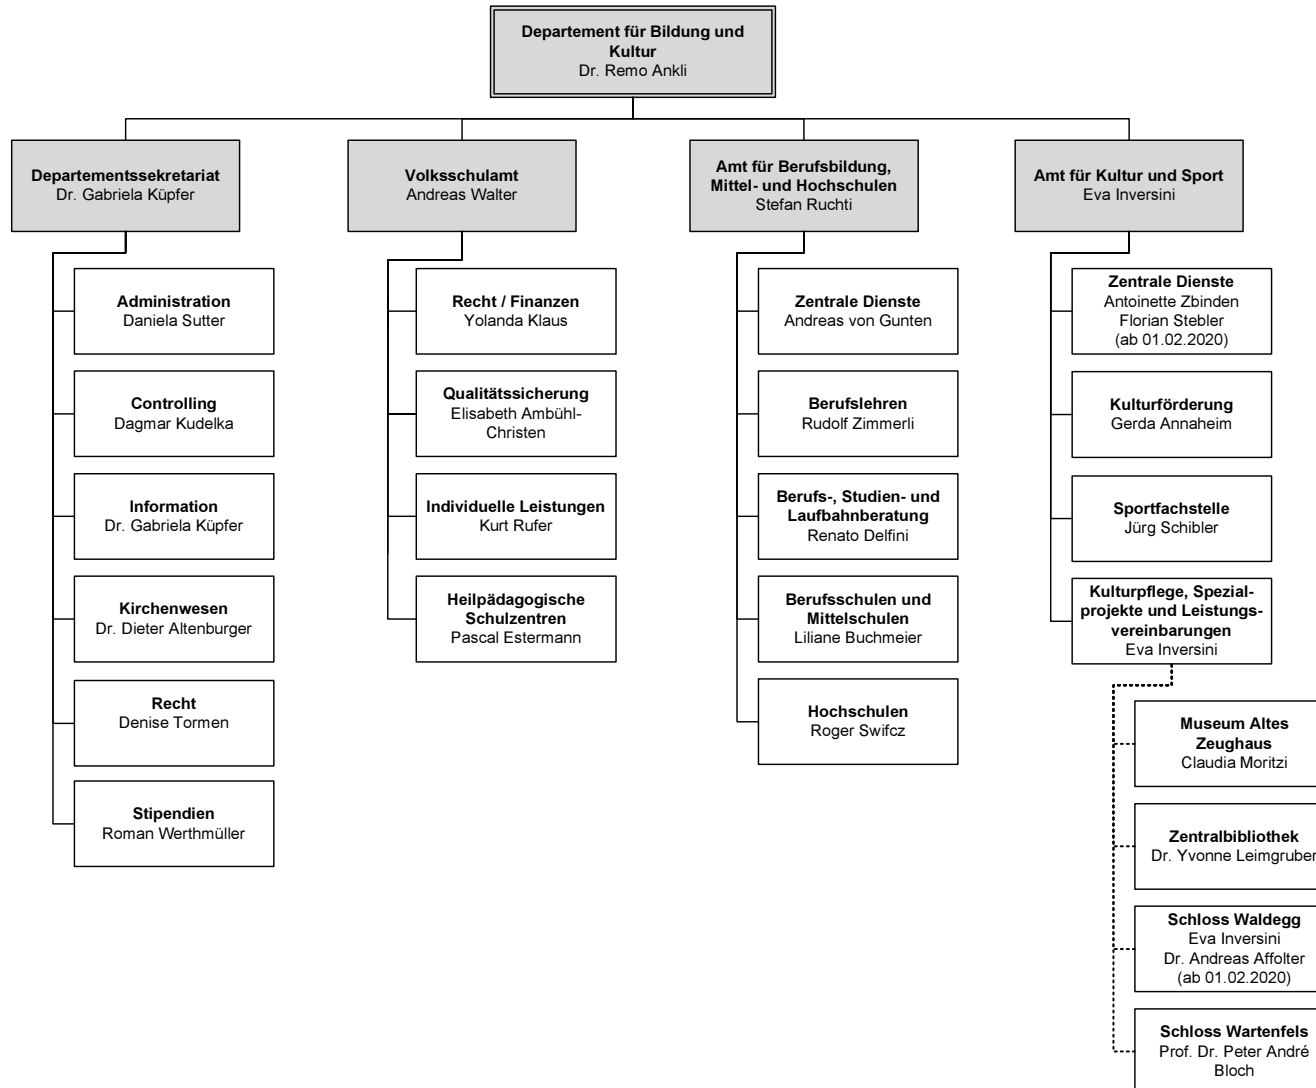 Departement für Bildung und
Kultur
Dr. Remo Ankli
Departementssekretariat
Dr. Gabriela Küpfer
Administration
Daniela Sutter
Controlling
Dagmar Kudelka
Information
Dr. Gabriela Küpfer
Kirchenwesen
Dr. Dieter Altenburger
Recht
Denise Tormen
Stipendien
Roman Werthmüller
Volksschulamt
Andreas Walter
Recht / Finanzen
Yolanda Klaus
Qualitätssicherung
Elisabeth Ambühl-
Christen
Individuelle Leistungen
Kurt Rufer
Heilpädagogische
Schulzentren
Pascal Estermann
Amt für Berufsbildung,
Mittel- und Hochschulen
Stefan Ruchti
Zentrale Dienste
Andreas von Gunten
Berufslehren
Rudolf Zimmerli
Berufs-, Studien- und
Laufbahnberatung
Renato Delfini
Berufsschulen und
Mittelschulen
Liliane Buchmeier
Hochschulen
Roger Swifcz
Amt für Kultur und Sport
Eva Inversini
Zentrale Dienste
Antoinette Zbinden
Florian Stebler
(ab 01.02.2020)
Kulturförderung
Gerda Annaheim
Sportfachstelle
Jürg Schibler
Kulturpflege, Spezial-
projekte und Leistungs-
vereinbarungen
Eva Inversini
Museum Altes
Zeughaus
Claudia Moritzi
Zentralbibliothek
Dr. Yvonne Leimgruber
Schloss Waldegg
Eva Inversini
Dr. Andreas Affolter
(ab 01.02.2020)
Schloss Wartenfels
Prof. Dr. Peter André
Bloch